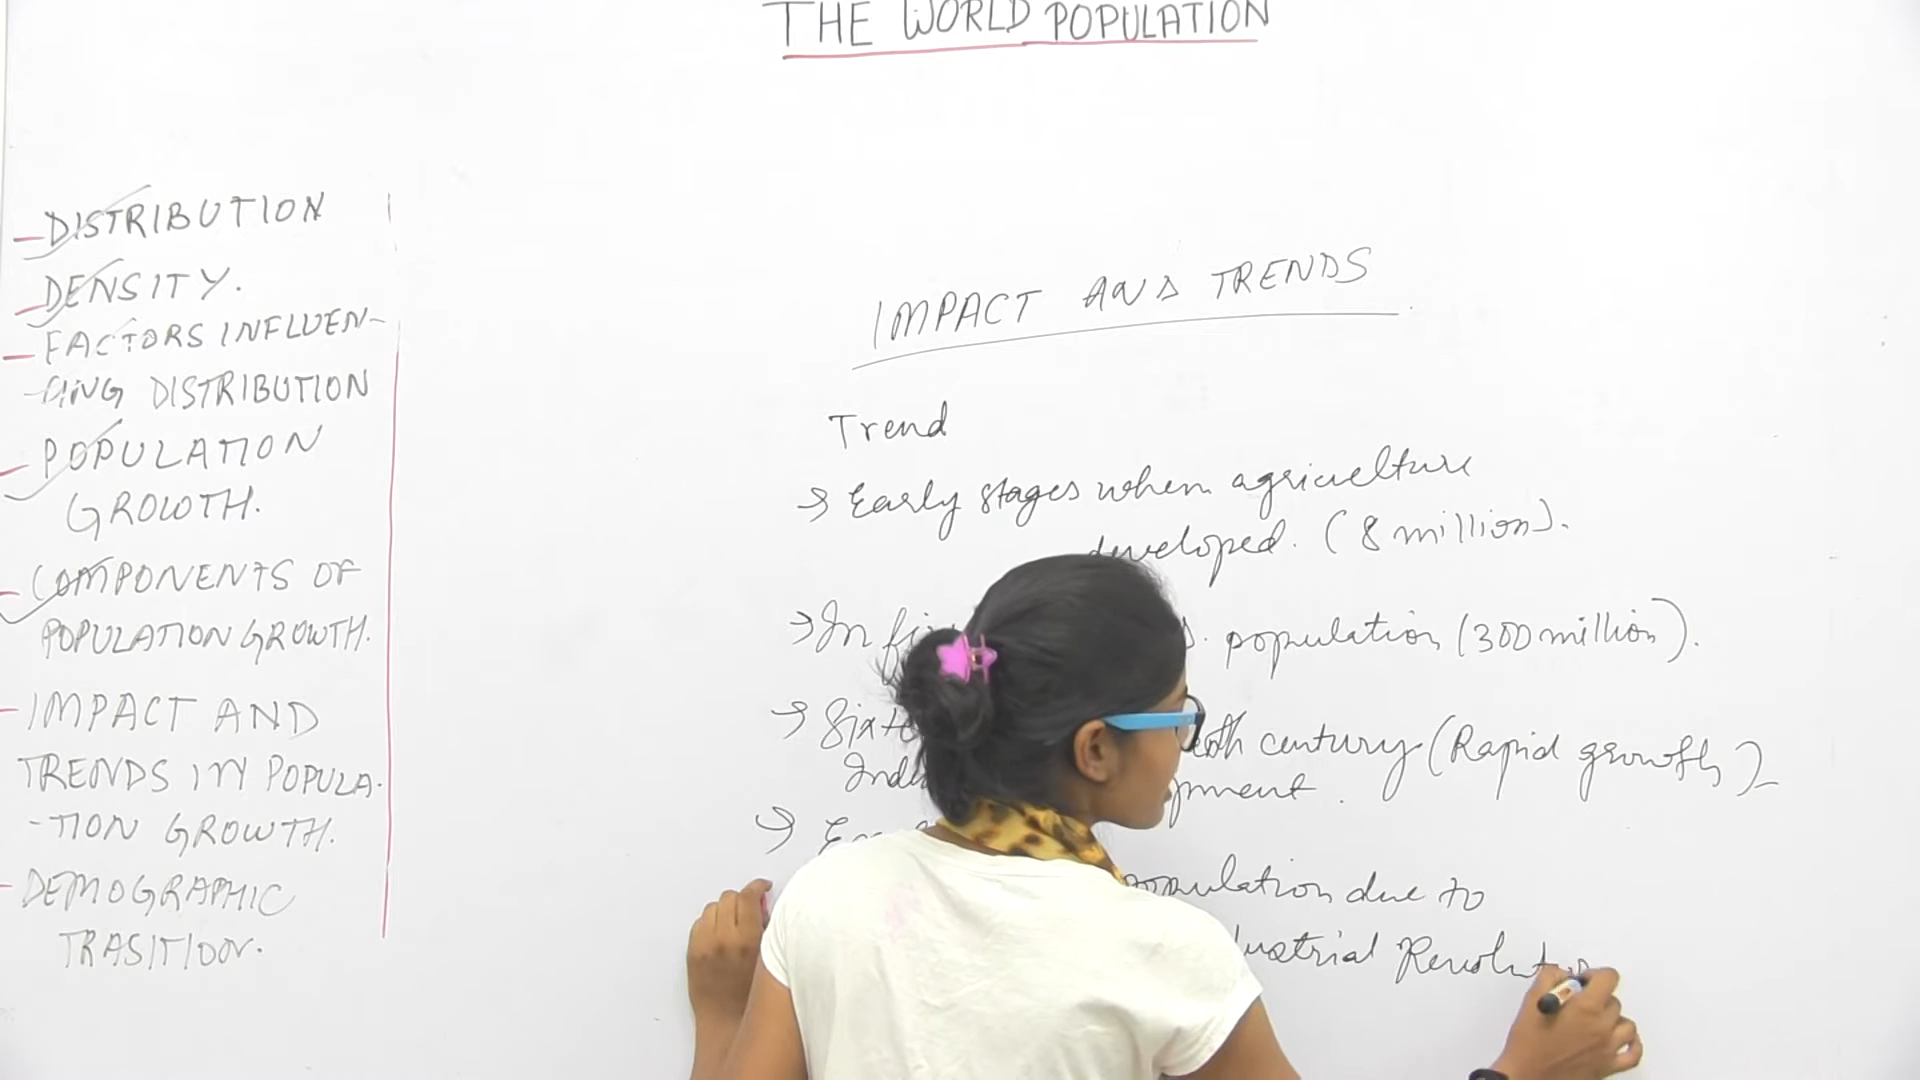 THE WORLD POPULATION
- DISTRIBUTION
- DENSITY.
- FACTORS INFLUEN-
-CING DISTRIBUTION
- POPULATION
GROWTH.
- COMPONENTS OF
POPULATION GROWTH.
- IMPACT AND
TRENDS IN POPULA-
-TION GROWTH.
- DEMOGRAPHIC
TRASITION.
IMPACT AND TRENDS
Trend
→ Early stages when agriculture
developed. (8 million).
→ In population (300 million).
→ century (Rapid growth)
→
population due to